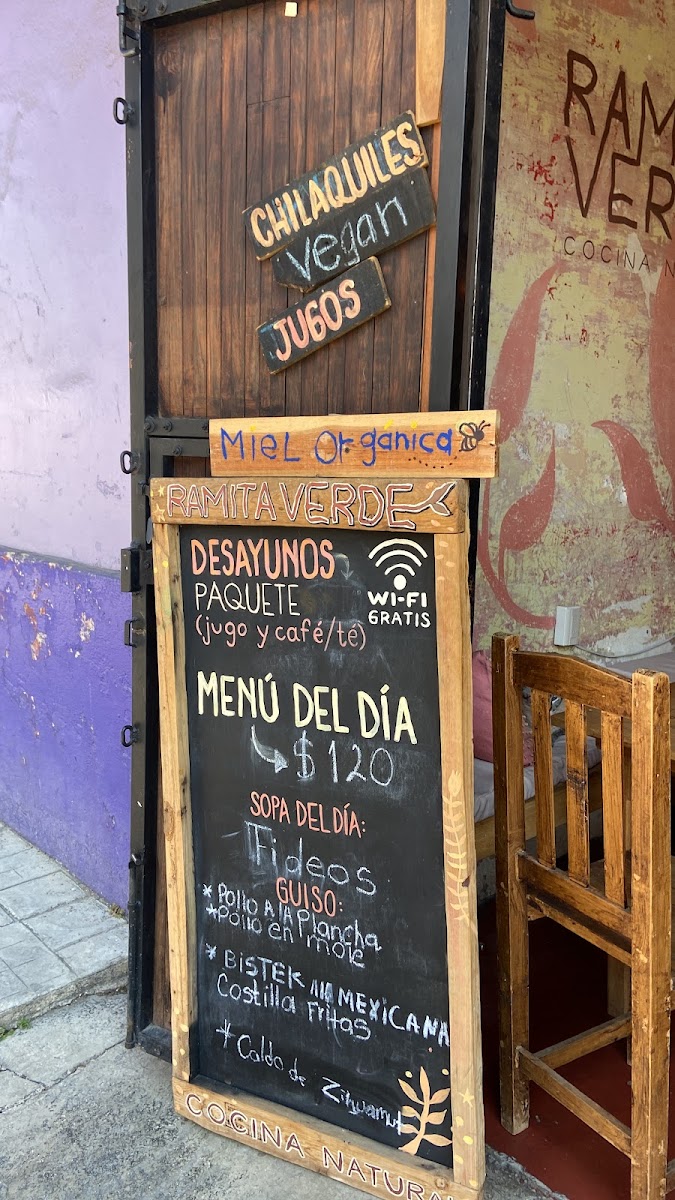 CHILAQUILES
Vegan
JUGOS
RAMI
VER
COCINA N
Miel Orgánica
RAMITA VERDE
DESAYUNOS
PAQUETE
(jugo y café/té)
WI-FI
GRATIS
MENÚ DEL DÍA
$120
SOPA DEL DÍA:
Fideos
GUISO:
* Pollo A lA Plancha
* Pollo en mole
* BISTEK A lA MEXICANA
Costilla Fritas
* Caldo de
COCINA NATURAL